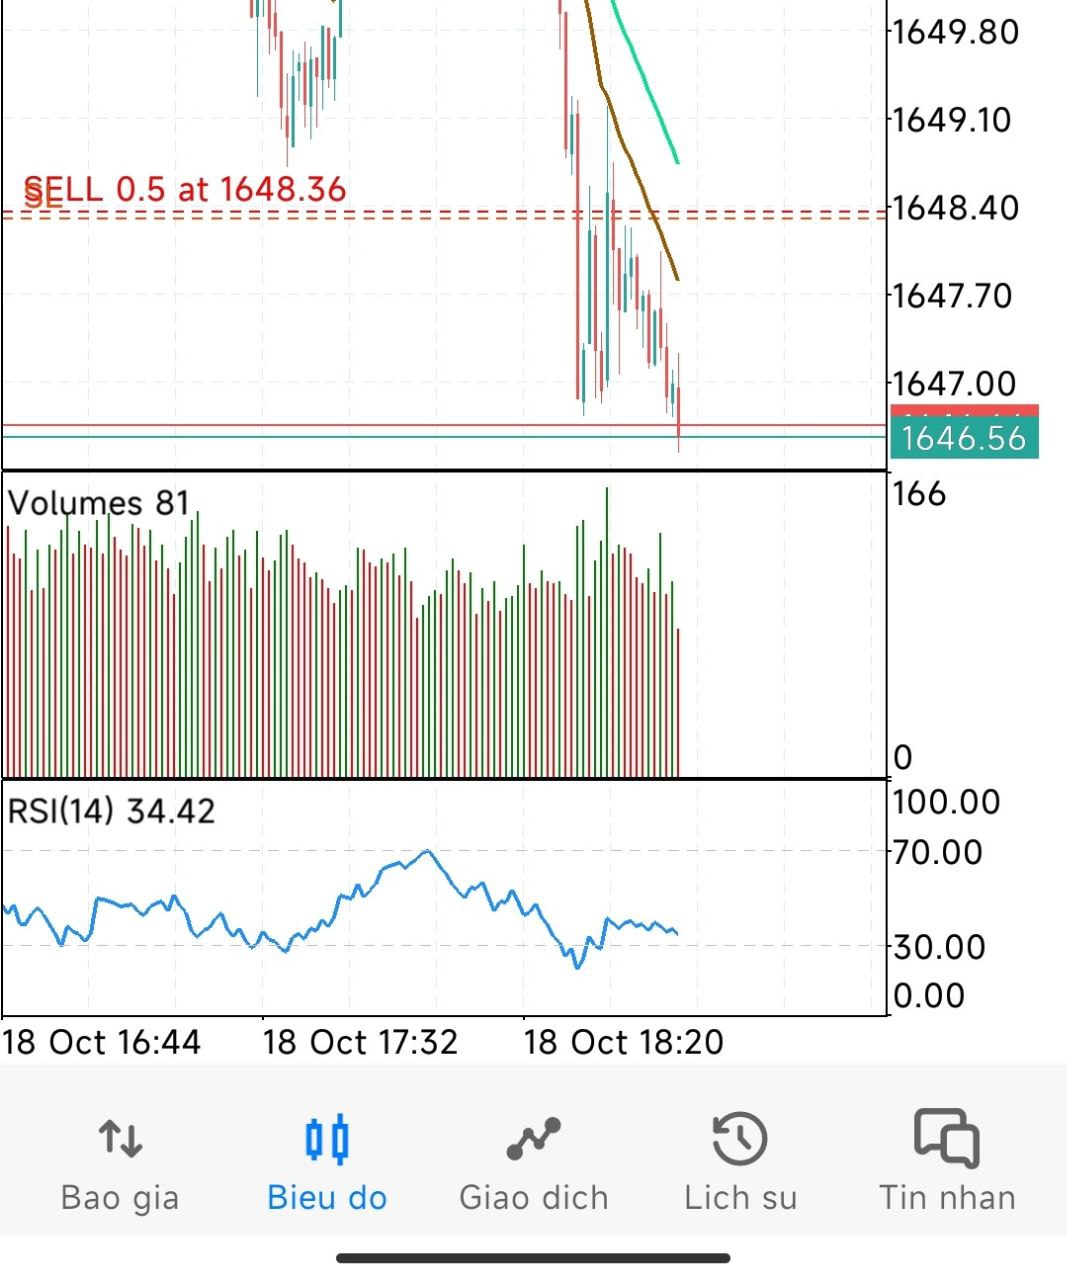 1649.80
1649.10
SELL 0.5 at 1648.36
SL
1648.40
1647.70
1647.00
1646.56
Volumes 81
166
0
RSI(14) 34.42
100.00
70.00
30.00
0.00
18 Oct 16:44 18 Oct 17:32 18 Oct 18:20
Bao gia Bieu do Giao dich Lich su Tin nhan